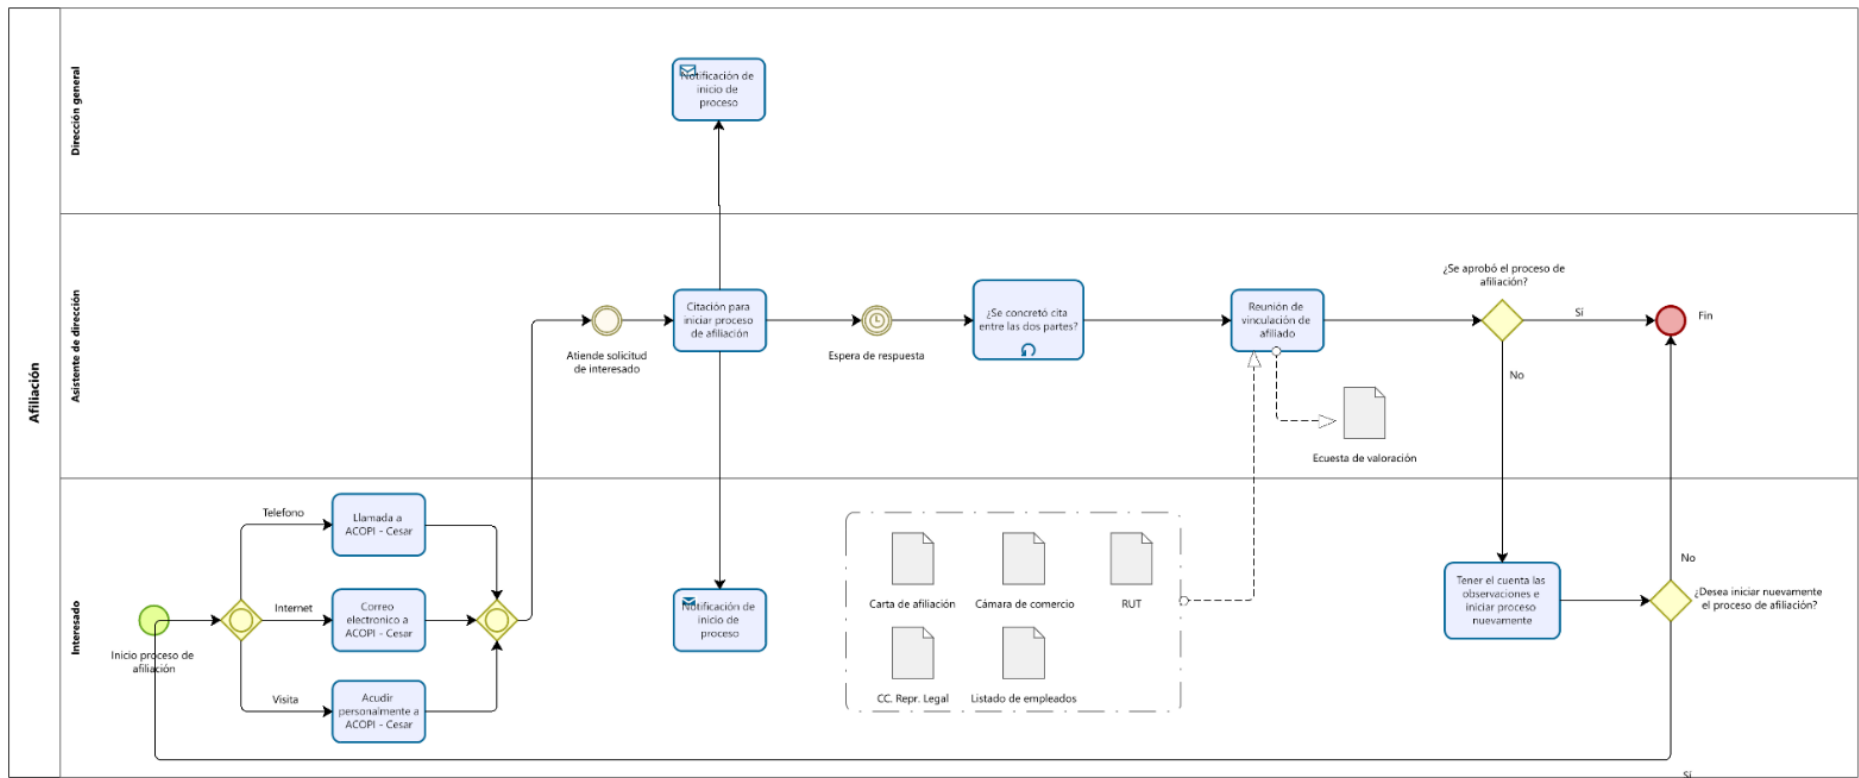 Afiliación
Dirección general
Notificación de
inicio de
proceso
Asistente de dirección
Atiende solicitud
de interesado
Citación para
iniciar proceso
de afiliación
Espera de respuesta
¿Se concretó cita
entre las dos partes?
Reunión de
vinculación de
afiliado
Ecuesta de valoración
¿Se aprobó el proceso de
afiliación?
Sí
No
Fin
Interesado
Inicio proceso de
afiliación
Telefono
Internet
Visita
Llamada a
ACOPI - Cesar
Correo
electronico a
ACOPI - Cesar
Acudir
personalmente a
ACOPI - Cesar
Notificación de
inicio de
proceso
Carta de afiliación
Cámara de comercio
RUT
CC. Repr. Legal
Listado de empleados
Tener el cuenta las
observaciones e
iniciar proceso
nuevamente
No
¿Desea iniciar nuevamente
el proceso de afiliación?
Sí